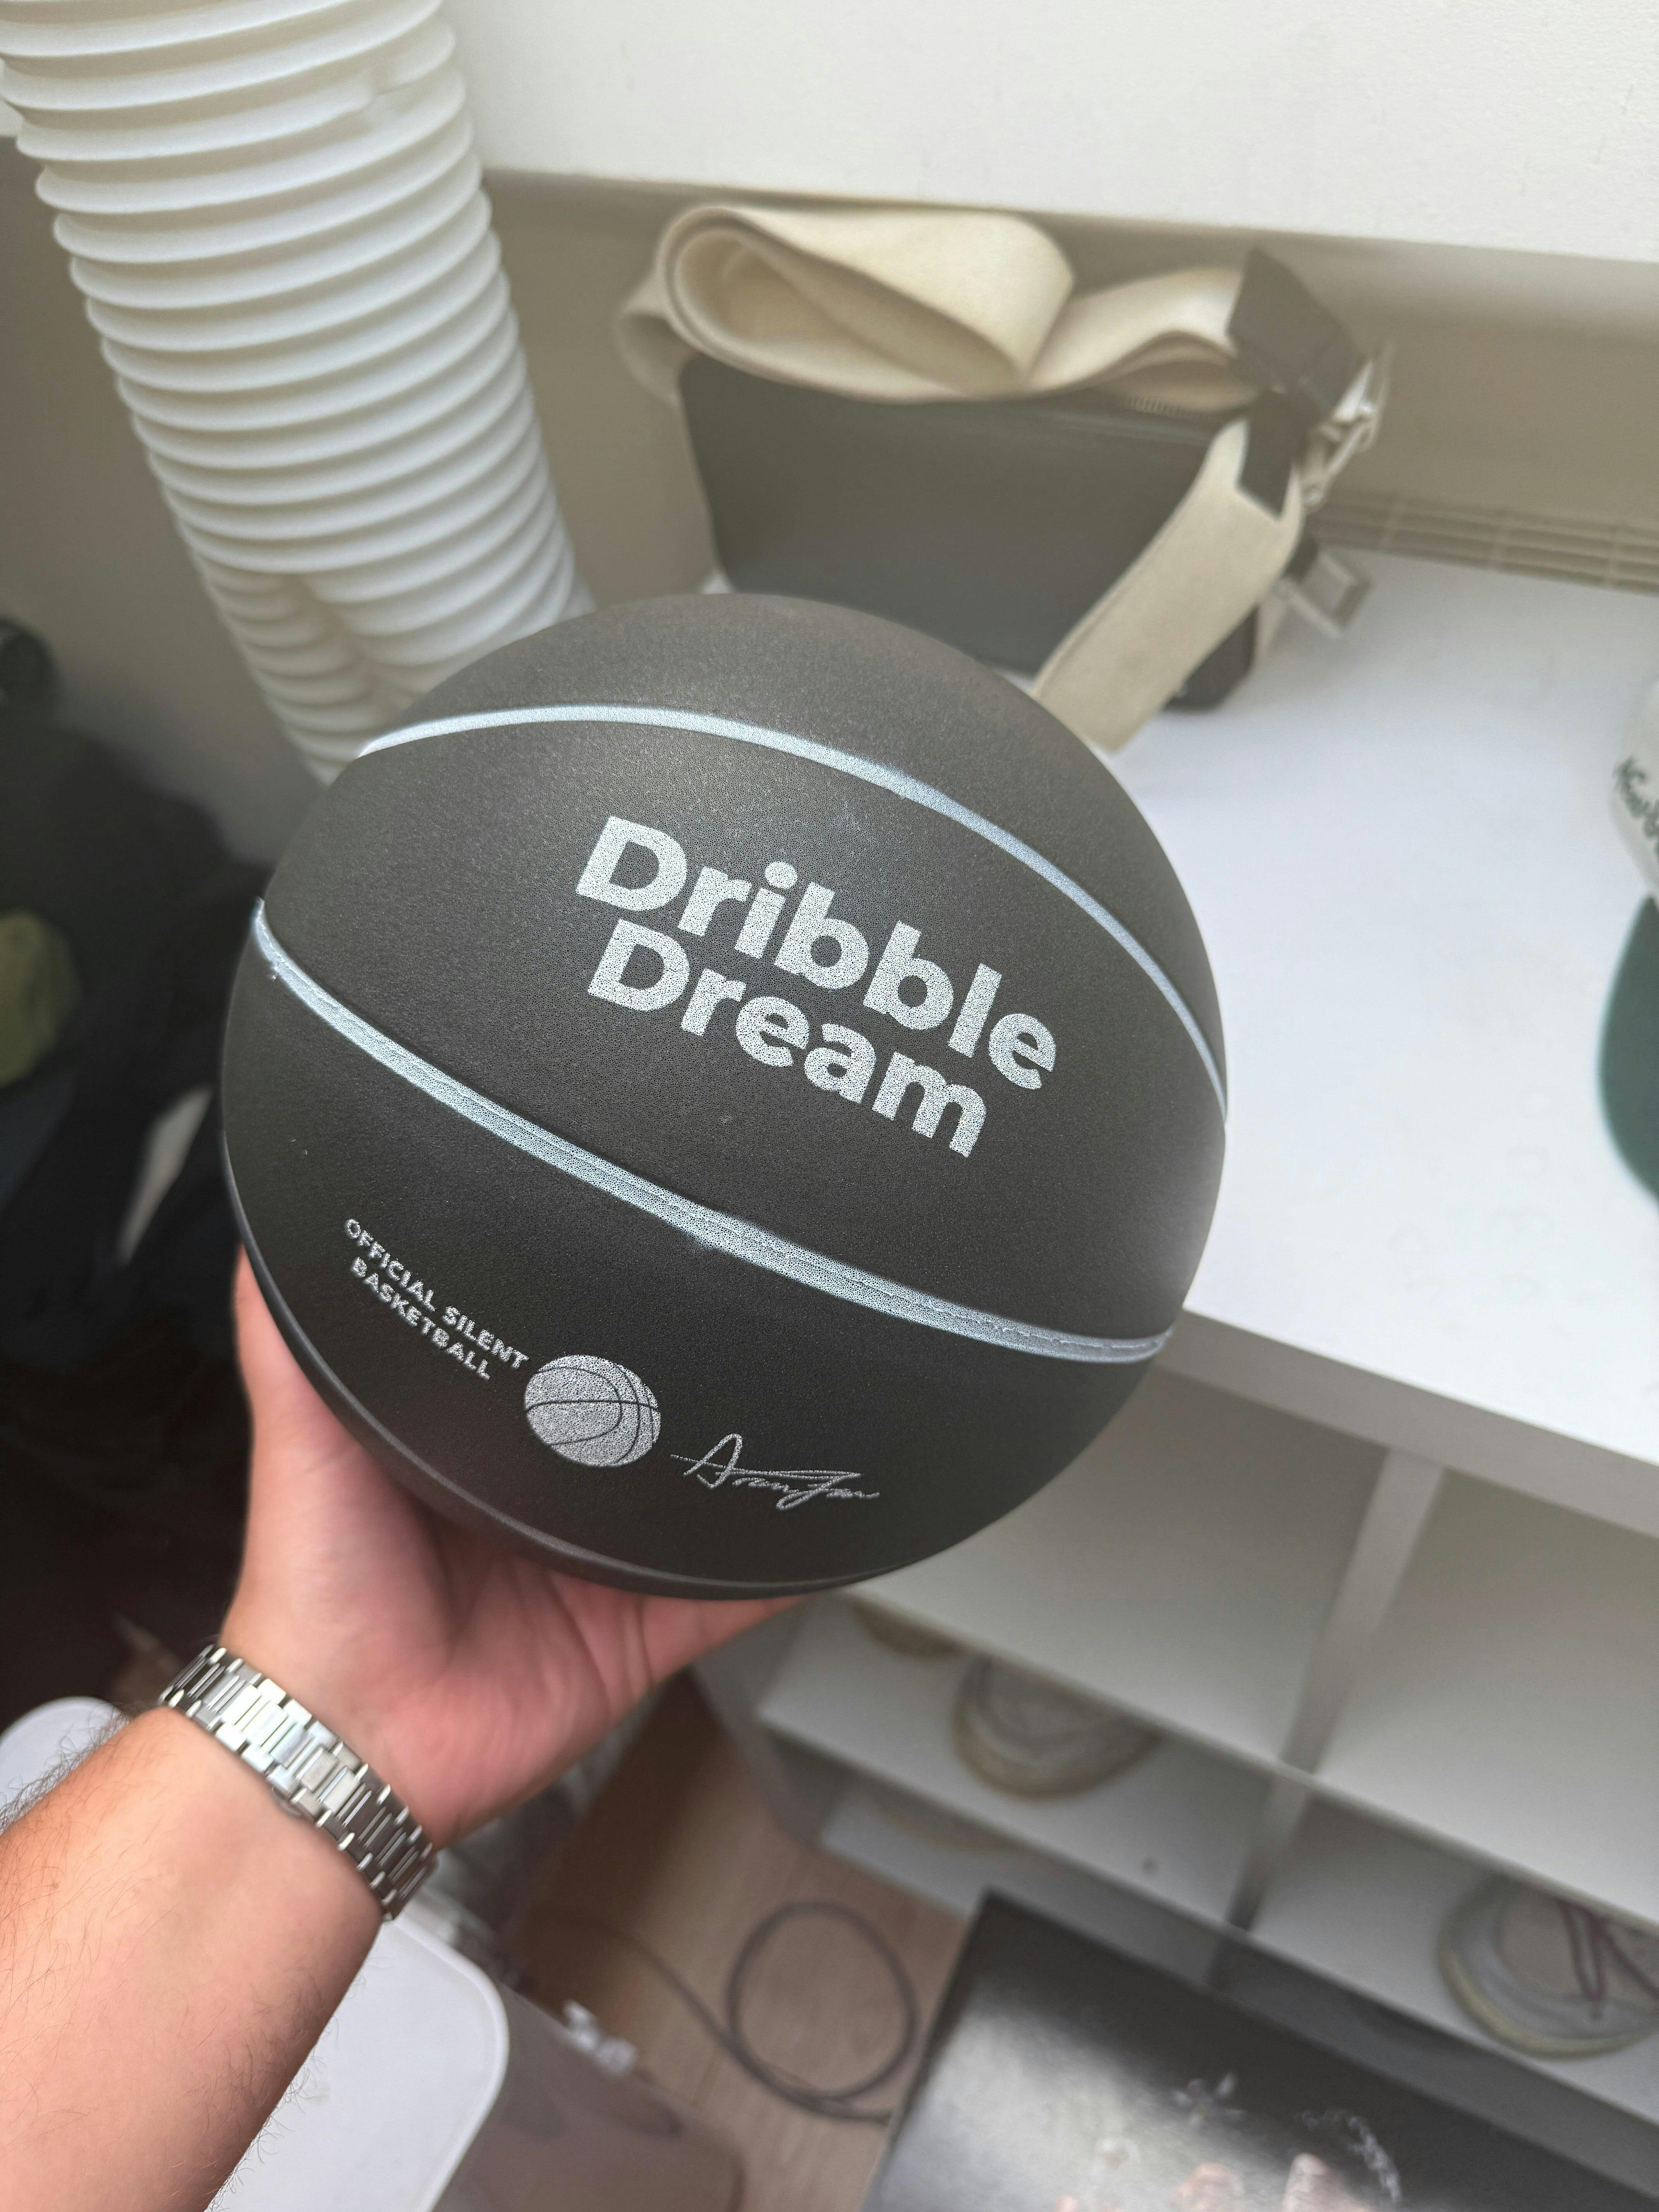 Dribble
Dream
OFFICIAL SILENT
BASKETBALL